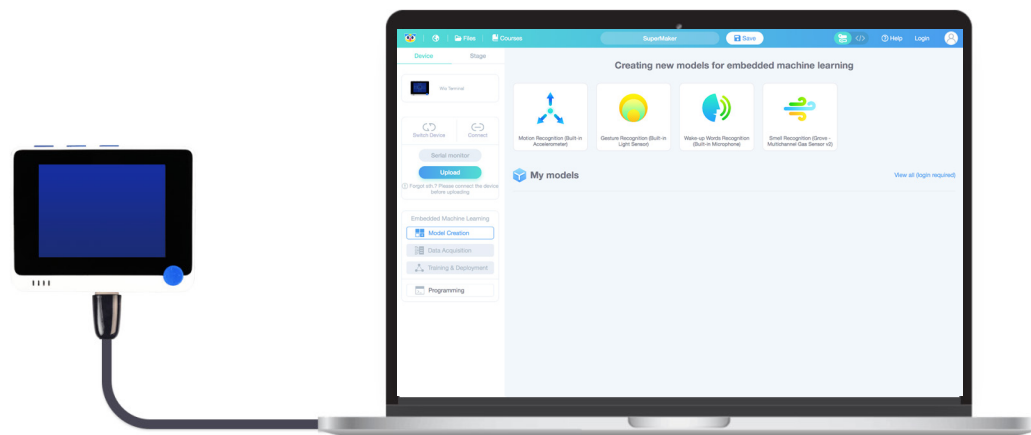 Files
Courses
SuperMaker
Save
Help
Login
Device
Stage
Wio Terminal
Switch Device
Connect
Serial monitor
Upload
Forgot sth.? Please connect the device
before uploading.
Embedded Machine Learning
Model Creation
Data Acquisition
Training & Deployment
Programming
Creating new models for embedded machine learning
Motion Recognition (Built-in
Accelerometer)
Gesture Recognition (Built-in
Light Sensor)
Wake-up Words Recognition
(Built-in Microphone)
Smell Recognition (Grove -
Multichannel Gas Sensor v2)
My models
View all (login required)